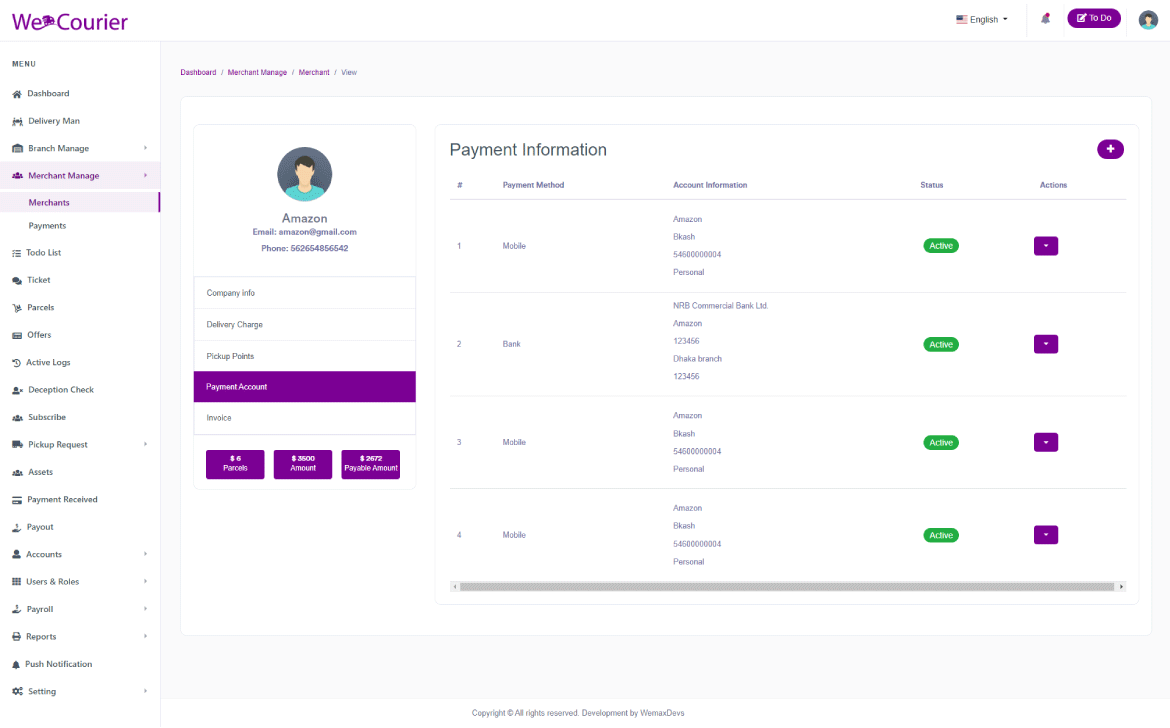 We Courier
English
To Do
MENU
Dashboard
Delivery Man
Branch Manage
Merchant Manage
Merchants
Payments
Todo List
Ticket
Parcels
Offers
Active Logs
Deception Check
Subscribe
Pickup Request
Assets
Payment Received
Payout
Accounts
Users & Roles
Payroll
Reports
Push Notification
Setting
Dashboard / Merchant Manage / Merchant / View
Amazon
Email: amazon@gmail.com
Phone: 562654856542
Company info
Delivery Charge
Pickup Points
Payment Account
Invoice
$ 6
Parcels
$ 3500
Amount
$ 2672
Payable Amount
Payment Information
# Payment Method Account Information Status Actions
Amazon
Bkash
1 Mobile Active
54600000004
Personal
NRB Commercial Bank Ltd.
Amazon
2 Bank 123456 Active
Dhaka branch
123456
Amazon
Bkash
3 Mobile Active
54600000004
Personal
Amazon
Bkash
4 Mobile Active
54600000004
Personal
Copyright © All rights reserved. Development by WemaxDevs